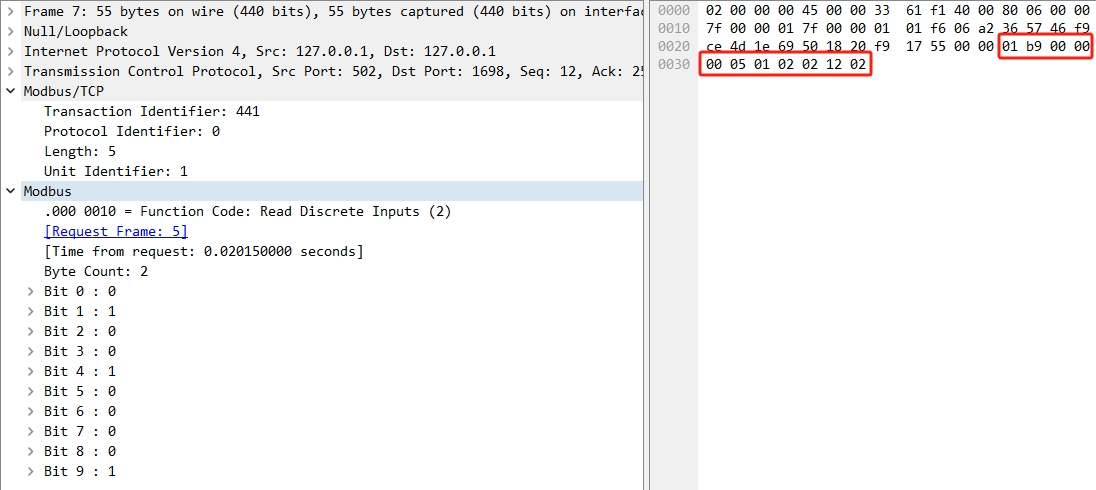 Frame 7: 55 bytes on wire (440 bits), 55 bytes captured (440 bits) on interfac
Null/Loopback
Internet Protocol Version 4, Src: 127.0.0.1, Dst: 127.0.0.1
Transmission Control Protocol, Src Port: 502, Dst Port: 1698, Seq: 12, Ack: 25
Modbus/TCP
Transaction Identifier: 441
Protocol Identifier: 0
Length: 5
Unit Identifier: 1
Modbus
.000 0010 = Function Code: Read Discrete Inputs (2)
[Request Frame: 5]
[Time from request: 0.020150000 seconds]
Byte Count: 2
Bit 0 : 0
Bit 1 : 1
Bit 2 : 0
Bit 3 : 0
Bit 4 : 1
Bit 5 : 0
Bit 6 : 0
Bit 7 : 0
Bit 8 : 0
Bit 9 : 1
0000 02 00 00 00 45 00 00 33 61 f1 40 00 80 06 00 00
0010 7f 00 00 01 7f 00 00 01 01 f6 06 a2 36 57 46 f9
0020 ce 4d 1e 69 50 18 20 f9 17 55 00 00 01 b9 00 00
0030 00 05 01 02 02 12 02